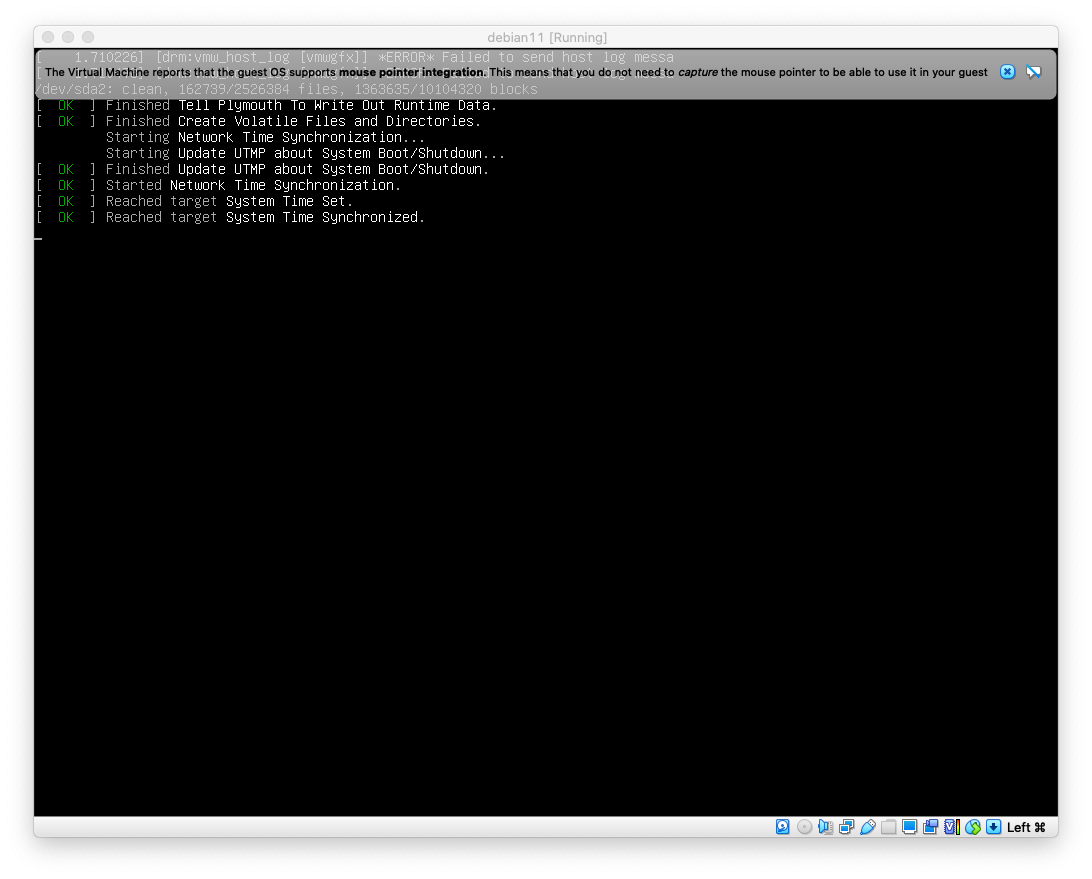 debian11 [Running]
[ 1.710226] [drm:vmw_host_log [vmwgfx]] *ERROR* Failed to send host log messa
The Virtual Machine reports that the guest OS supports mouse pointer integration. This means that you do not need to capture the mouse pointer to be able to use it in your guest
/dev/sda2: clean, 162739/2526384 files, 1363635/10104320 blocks
[ OK ] Finished Tell Plymouth To Write Out Runtime Data.
[ OK ] Finished Create Volatile Files and Directories.
Starting Network Time Synchronization...
Starting Update UTMP about System Boot/Shutdown...
[ OK ] Finished Update UTMP about System Boot/Shutdown.
[ OK ] Started Network Time Synchronization.
[ OK ] Reached target System Time Set.
[ OK ] Reached target System Time Synchronized.
Left ⌘